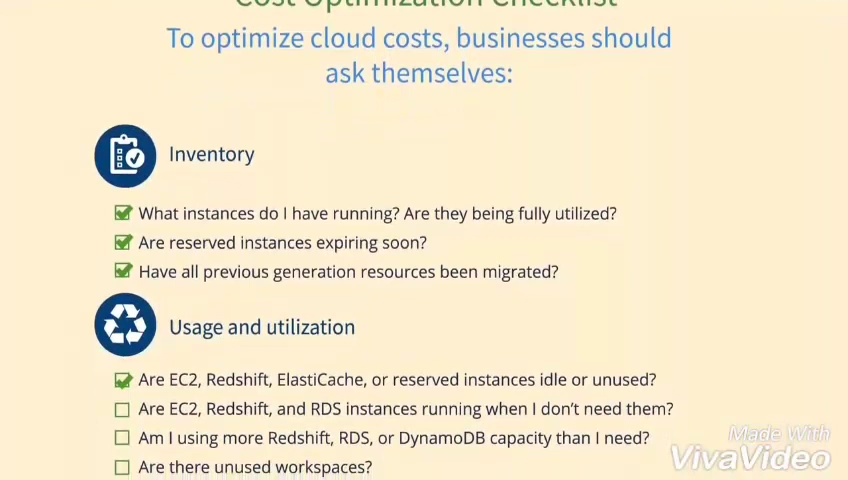 Cost Optimization Checklist
To optimize cloud costs, businesses should
ask themselves:
Inventory
What instances do I have running? Are they being fully utilized?
Are reserved instances expiring soon?
Have all previous generation resources been migrated?
Usage and utilization
Are EC2, Redshift, ElastiCache, or reserved instances idle or unused?
Are EC2, Redshift, and RDS instances running when I don't need them?
Am I using more Redshift, RDS, or DynamoDB capacity than I need?
Are there unused workspaces?
Made With
VivaVideo